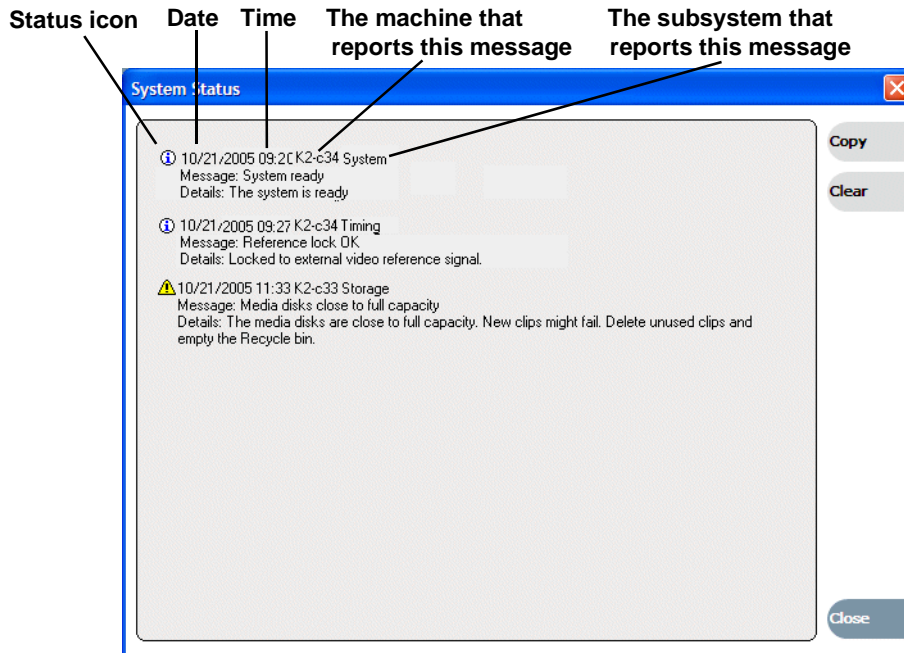 Status icon Date Time The machine that The subsystem that
reports this message reports this message
System Status
Copy
Clear
10/21/2005 09:20 K2-c34 System
Message: System ready
Details: The system is ready
10/21/2005 09:27 K2-c34 Timing
Message: Reference lock OK
Details: Locked to external video reference signal.
10/21/2005 11:33 K2-c33 Storage
Message: Media disks close to full capacity
Details: The media disks are close to full capacity. New clips might fail. Delete unused clips and
empty the Recycle bin.
Close